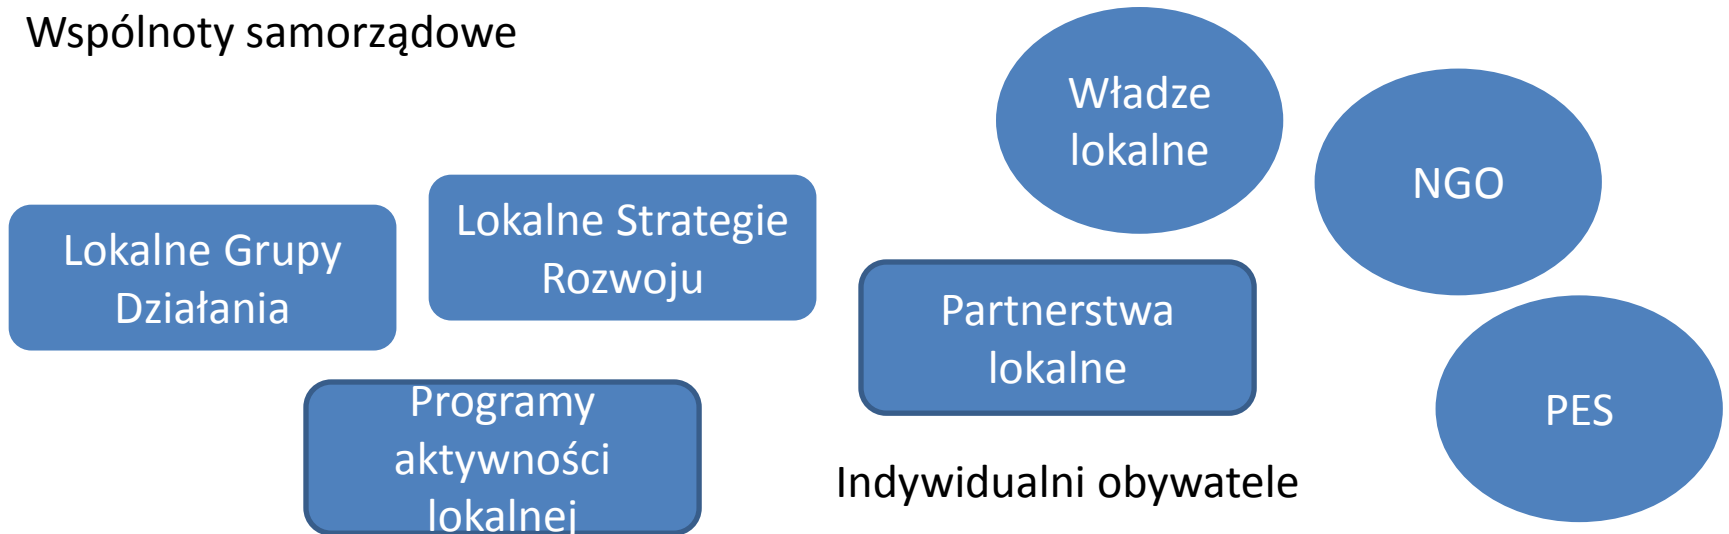 Wspólnoty samorządowe
Władze
lokalne
NGO
Lokalne Strategie
Rozwoju
Lokalne Grupy
Działania
Partnerstwa
lokalne
Programy
aktywności
lokalnej
PES
Indywidualni obywatele